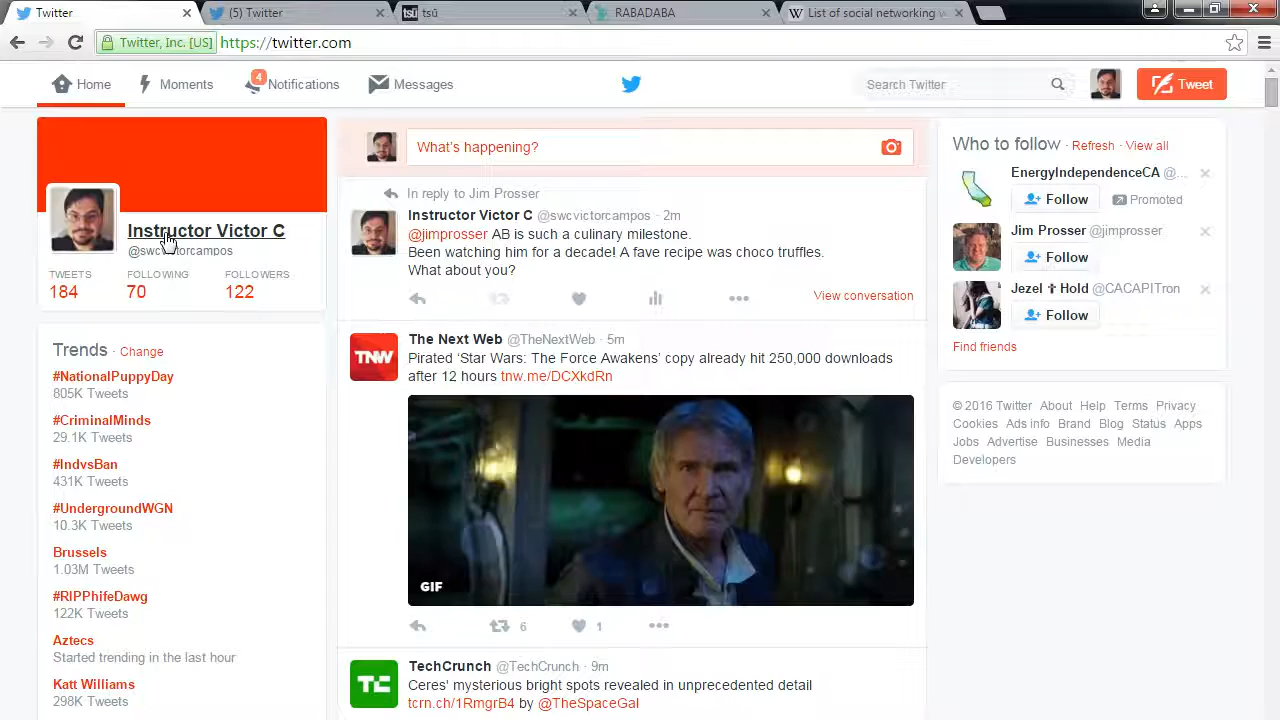 Twitter
(5) Twitter
tsū
RABADABA
List of social networking w
Twitter, Inc. [US]
https://twitter.com
Home
Moments
4
Notifications
Messages
Search Twitter
Tweet
Instructor Victor C
@swcvictorcampos
TWEETS FOLLOWING FOLLOWERS
184 70 122
Trends · Change
#NationalPuppyDay
805K Tweets
#CriminalMinds
29.1K Tweets
#IndvsBan
431K Tweets
#UndergroundWGN
10.3K Tweets
Brussels
1.03M Tweets
#RIPPhifeDawg
122K Tweets
Aztecs
Started trending in the last hour
Katt Williams
298K Tweets
What's happening?
In reply to Jim Prosser
Instructor Victor C @swcvictorcampos · 2m
@jimprosser AB is such a culinary milestone.
Been watching him for a decade! A fave recipe was choco truffles.
What about you?
View conversation
TNW
The Next Web @TheNextWeb · 5m
Pirated ‘Star Wars: The Force Awakens’ copy already hit 250,000 downloads
after 12 hours tnw.me/DCXkdRn
GIF
6 1
TC
TechCrunch @TechCrunch · 9m
Ceres' mysterious bright spots revealed in unprecedented detail
tcrn.ch/1RmgrB4 by @TheSpaceGal
Who to follow · Refresh · View all
EnergyIndependenceCA @...
Follow Promoted
Jim Prosser @jimprosser
Follow
Jezel ✝ Hold @CACAPITron
Follow
Find friends
© 2016 Twitter About Help Terms Privacy
Cookies Ads info Brand Blog Status Apps
Jobs Advertise Businesses Media
Developers